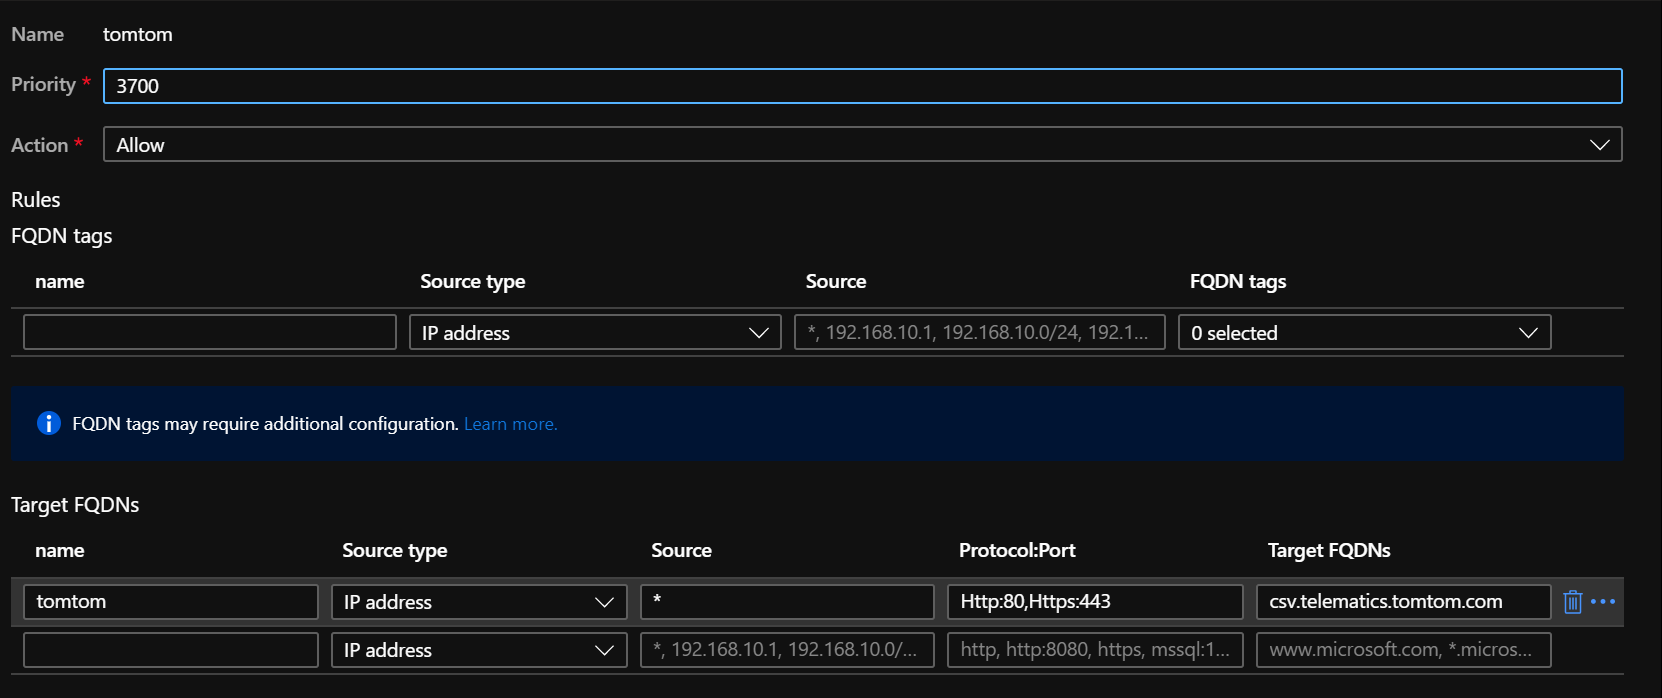 Name tomtom
Priority * 3700
Action * Allow
Rules
FQDN tags
name Source type Source FQDN tags
IP address *, 192.168.10.1, 192.168.10.0/24, 192.1... 0 selected
FQDN tags may require additional configuration. Learn more.
Target FQDNs
name Source type Source Protocol:Port Target FQDNs
tomtom IP address * Http:80,Https:443 csv.telematics.tomtom.com
IP address *, 192.168.10.1, 192.168.10.0/... http, http:8080, https, mssql:1... www.microsoft.com, *.micros...